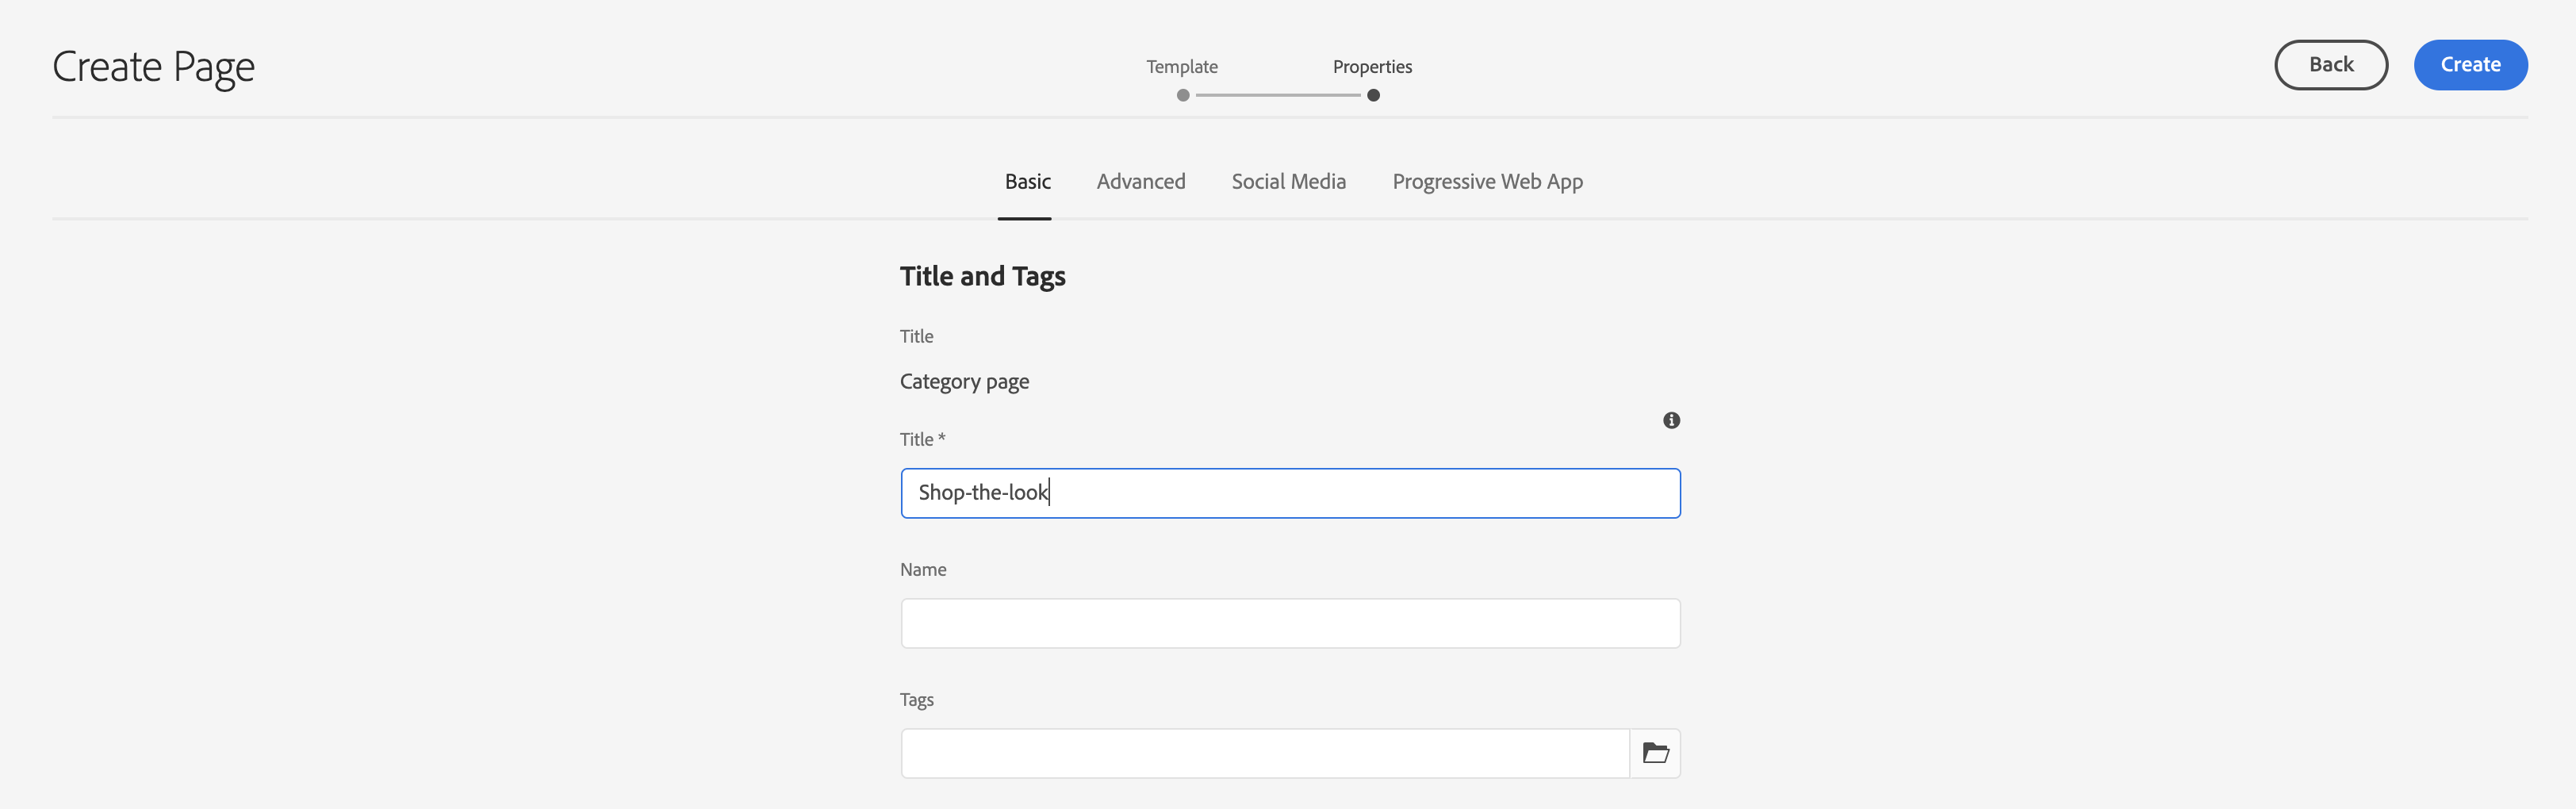 Create Page
Template Properties
Back Create
Basic Advanced Social Media Progressive Web App
Title and Tags
Title
Category page
Title *
Shop-the-look
Name
Tags